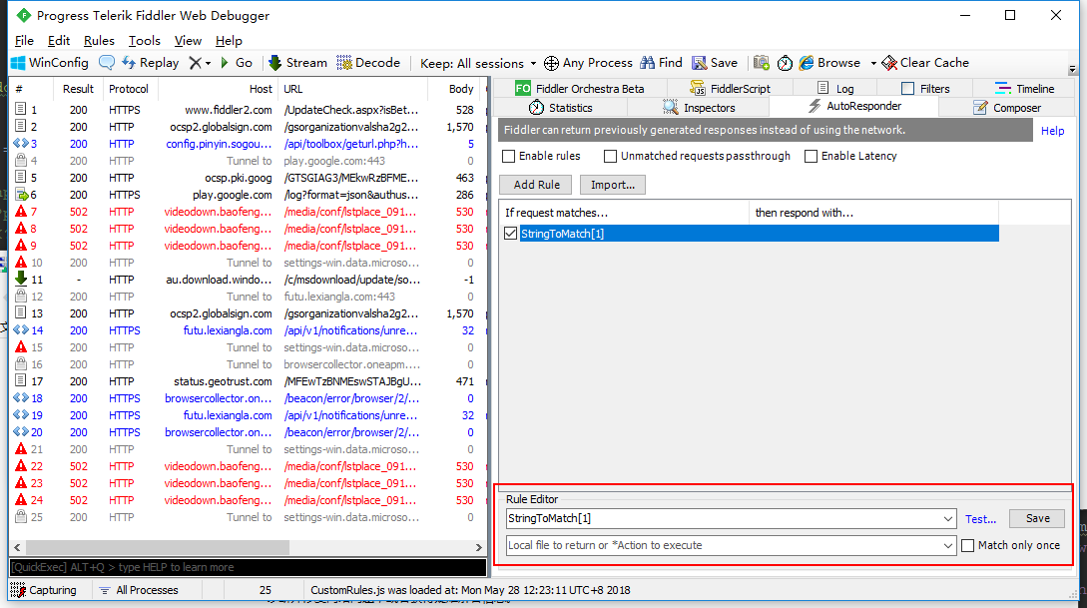 Progress Telerik Fiddler Web Debugger
File Edit Rules Tools View Help
WinConfig Replay Go Stream Decode Keep: All sessions Any Process Find Save Browse Clear Cache
# Result Protocol Host URL Body
1 200 HTTPS www.fiddler2.com /UpdateCheck.aspx?isBet... 528
2 200 HTTP ocsp2.globalsign.com /gsorganizationvalsha2g2... 1,570
3 200 HTTP config.pinyin.sogou... /api/toolbox/geturl.php?h... 5
4 200 HTTP Tunnel to play.google.com:443 0
5 200 HTTP ocsp.pki.goog /GTSGIAG3/MEkwRzBFME... 463
6 200 HTTPS play.google.com /log?format=json&authus... 286
7 502 HTTP videodown.baofeng... /media/conf/lstplace_091... 530
8 502 HTTP videodown.baofeng... /media/conf/lstplace_091... 530
9 502 HTTP videodown.baofeng... /media/conf/lstplace_091... 530
10 200 HTTP Tunnel to settings-win.data.microso... 0
11 - HTTP au.download.windo... /c/msdownload/update/so... -1
12 200 HTTP Tunnel to futu.lexiangla.com:443 0
13 200 HTTP ocsp2.globalsign.com /gsorganizationvalsha2g2... 1,570
14 200 HTTPS futu.lexiangla.com /api/v1/notifications/unre... 32
15 200 HTTP Tunnel to settings-win.data.microso... 0
16 200 HTTP Tunnel to browsercollector.oneapm.... 0
17 200 HTTP status.geotrust.com /MFEwTzBNMEswSTAJBgU... 471
18 200 HTTPS browsercollector.on... /beacon/error/browser/2/... 0
19 200 HTTPS futu.lexiangla.com /api/v1/notifications/unre... 32
20 200 HTTPS browsercollector.on... /beacon/error/browser/2/... 0
21 200 HTTP Tunnel to settings-win.data.microso... 0
22 502 HTTP videodown.baofeng... /media/conf/lstplace_091... 530
23 502 HTTP videodown.baofeng... /media/conf/lstplace_091... 530
24 502 HTTP videodown.baofeng... /media/conf/lstplace_091... 530
25 200 HTTP Tunnel to settings-win.data.microso... 0
[QuickExec] ALT+Q > type HELP to learn more
FO Fiddler Orchestra Beta FiddlerScript Log Filters Timeline
Statistics Inspectors AutoResponder Composer
Fiddler can return previously generated responses instead of using the network. Help
Enable rules Unmatched requests passthrough Enable Latency
Add Rule Import...
If request matches... then respond with...
StringToMatch[1]
Rule Editor
StringToMatch[1] Test... Save
Local file to return or *Action to execute Match only once
Capturing All Processes 25 CustomRules.js was loaded at: Mon May 28 12:23:11 UTC+8 2018